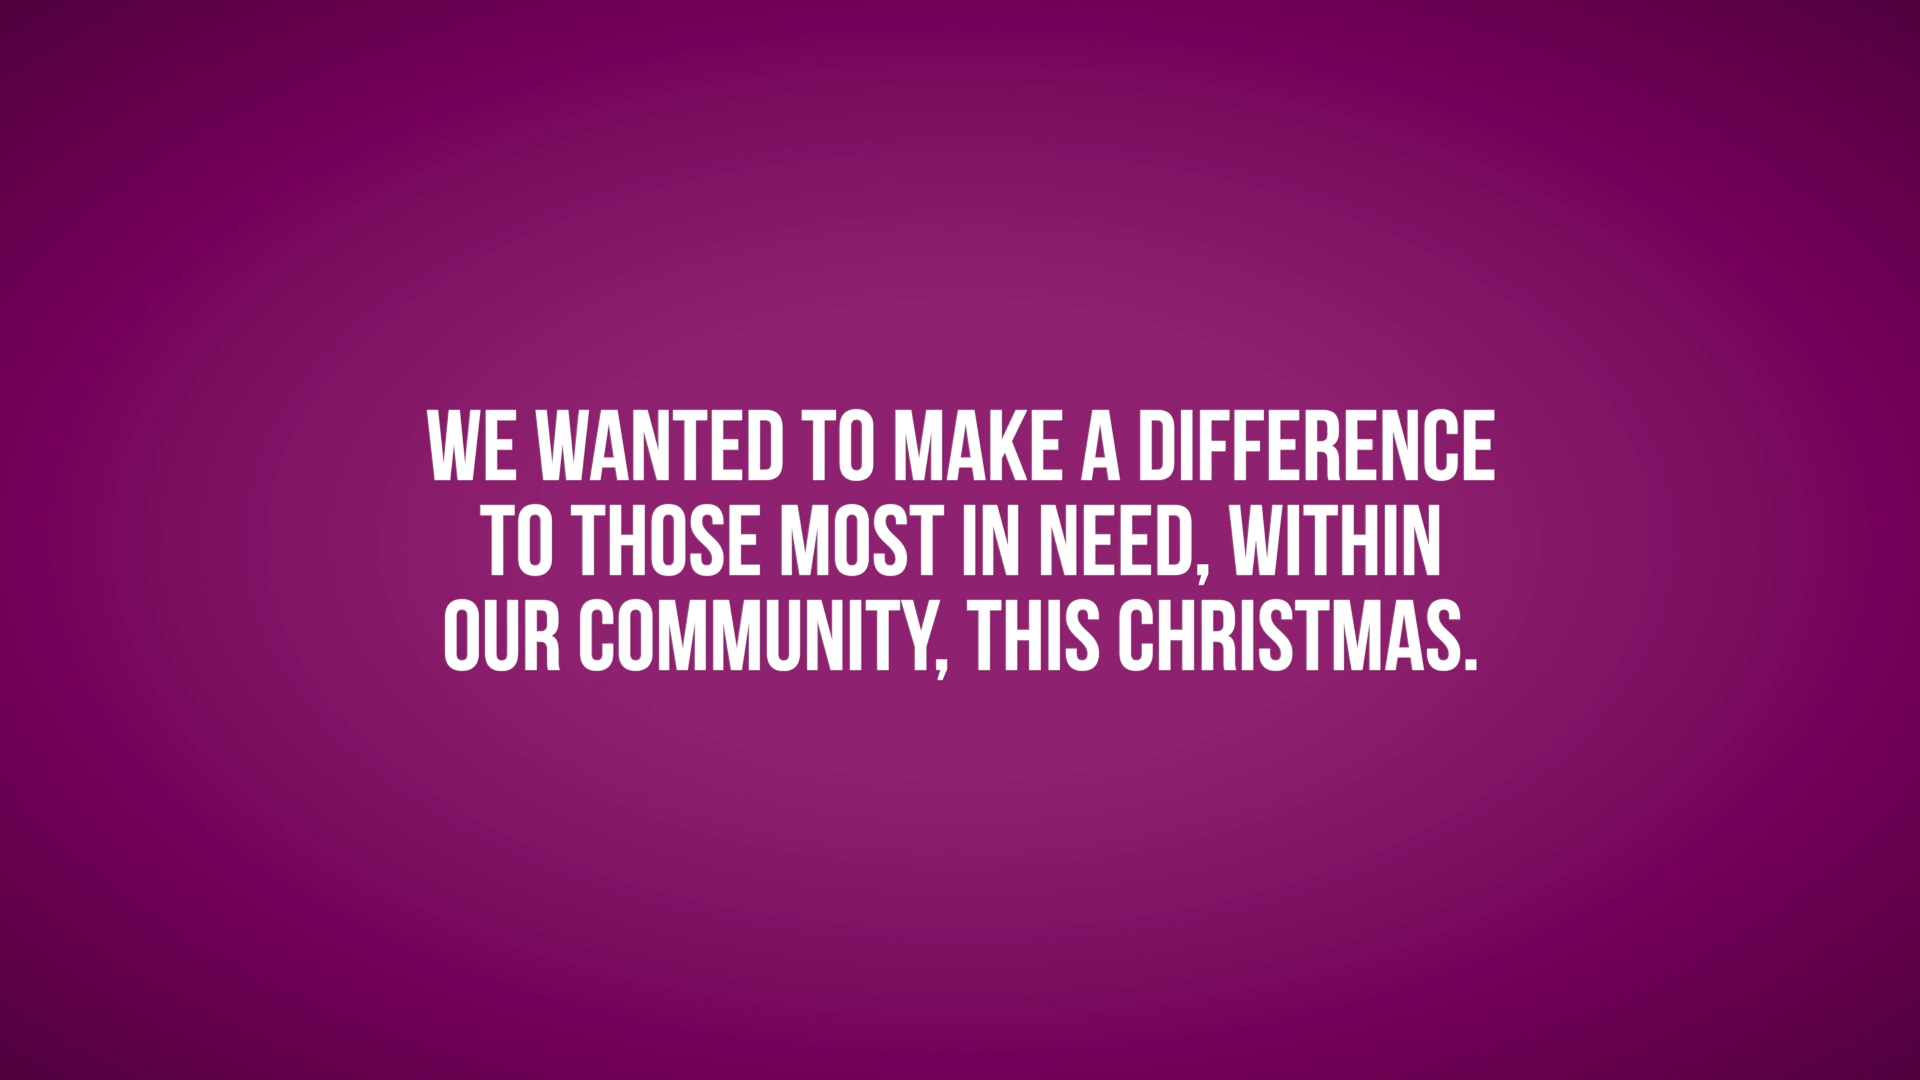 WE WANTED TO MAKE A DIFFERENCE
TO THOSE MOST IN NEED, WITHIN
OUR COMMUNITY, THIS CHRISTMAS.